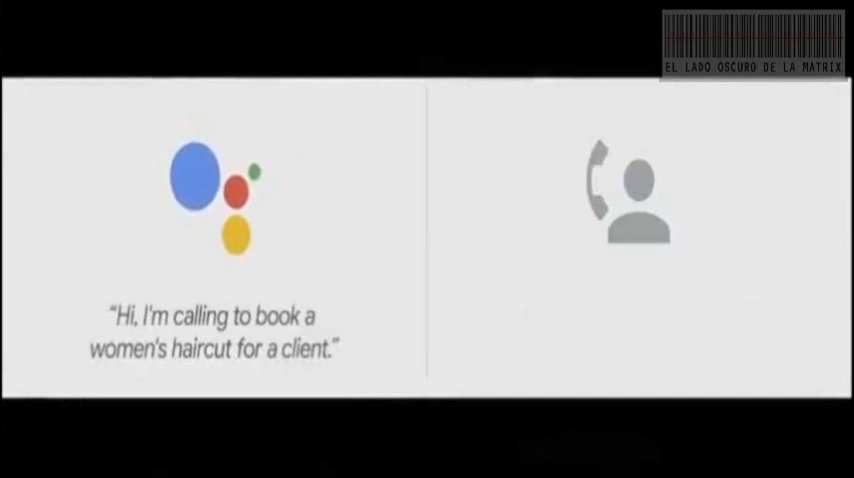 EL LADO OSCURO DE LA MATRIX
“Hi, I'm calling to book a
women's haircut for a client.”